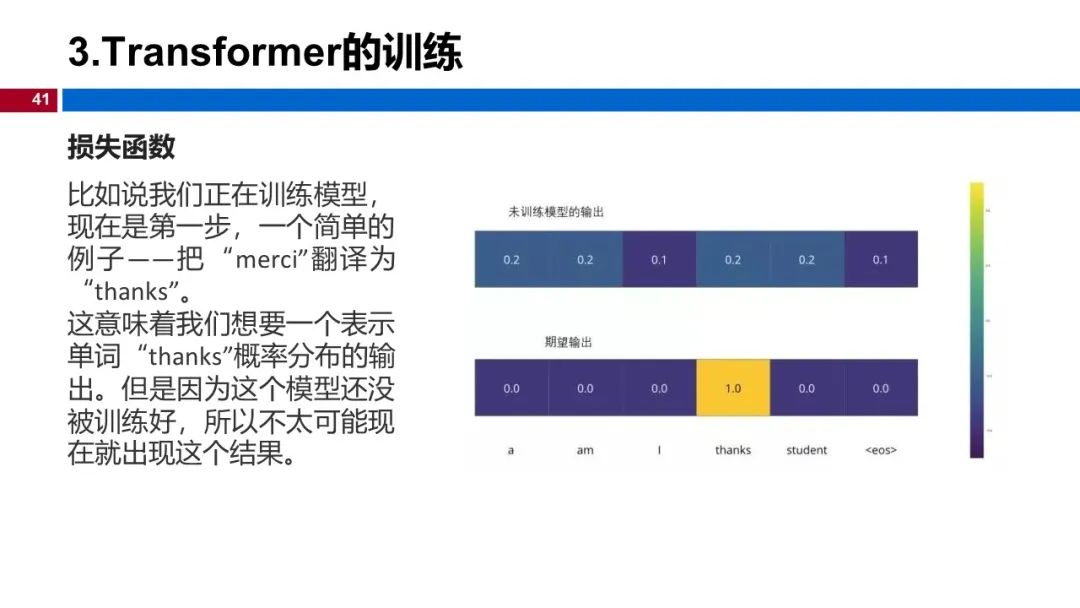 3.Transformer的训练
41
损失函数
比如说我们正在训练模型，
现在是第一步，一个简单的
例子——把“merci”翻译为
“thanks”。
这意味着我们想要一个表示
单词“thanks”概率分布的输
出。但是因为这个模型还没
被训练好，所以不太可能现
在就出现这个结果。
未训练模型的输出
0.2 0.2 0.1 0.2 0.2 0.1
期望输出
0.0 0.0 0.0 1.0 0.0 0.0
a am I thanks student <eos>